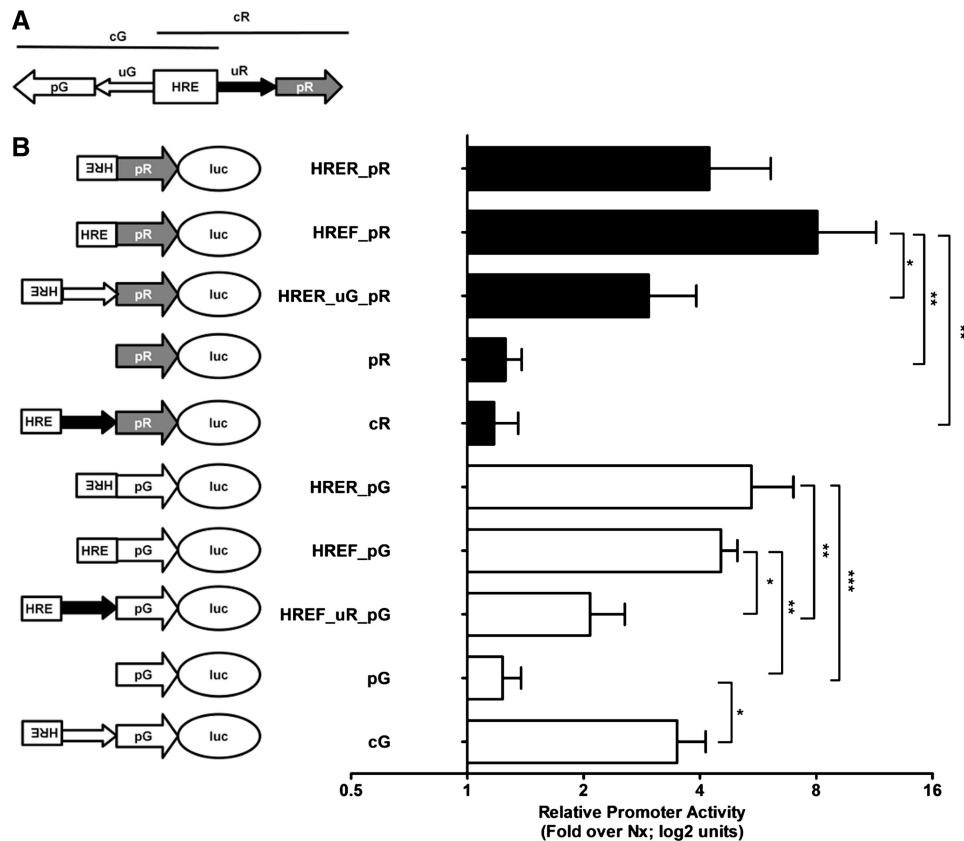 A
cR
cG
uG
uR
pG
HRE
pR
B
HRE pR luc HRER_pR
HRE pR luc HREF_pR
HRE pR luc HRER_uG_pR
pR luc pR
HRE pR luc cR
HRE pG luc HRER_pG
HRE pG luc HREF_pG
HRE pG luc HREF_uR_pG
pG luc pG
HRE pG luc cG
*
**
**
**
***
*
**
*
0.5 1 2 4 8 16
Relative Promoter Activity
(Fold over Nx; log2 units)